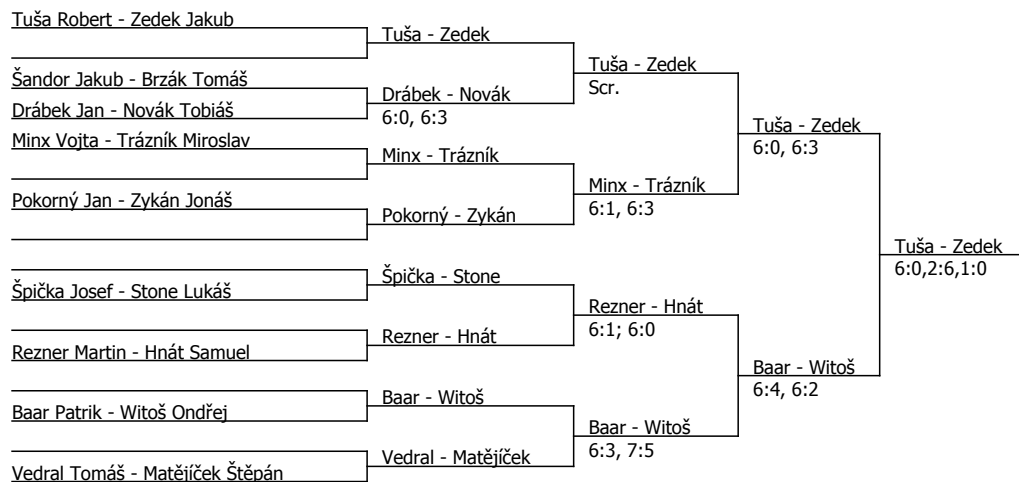 Tuša Robert - Zedek Jakub
Šandor Jakub - Brzák Tomáš
Drábek Jan - Novák Tobiáš
Minx Vojta - Trázník Miroslav
Pokorný Jan - Zykán Jonáš
Špička Josef - Stone Lukáš
Rezner Martin - Hnát Samuel
Baar Patrik - Witoš Ondřej
Vedral Tomáš - Matějíček Štěpán
Tuša - Zedek
Drábek - Novák
6:0, 6:3
Minx - Trázník
Pokorný - Zykán
Špička - Stone
Rezner - Hnát
Baar - Witoš
Vedral - Matějíček
Tuša - Zedek
Scr.
Minx - Trázník
6:1, 6:3
Rezner - Hnát
6:1; 6:0
Baar - Witoš
6:3, 7:5
Tuša - Zedek
6:0, 6:3
Baar - Witoš
6:4, 6:2
Tuša - Zedek
6:0,2:6,1:0